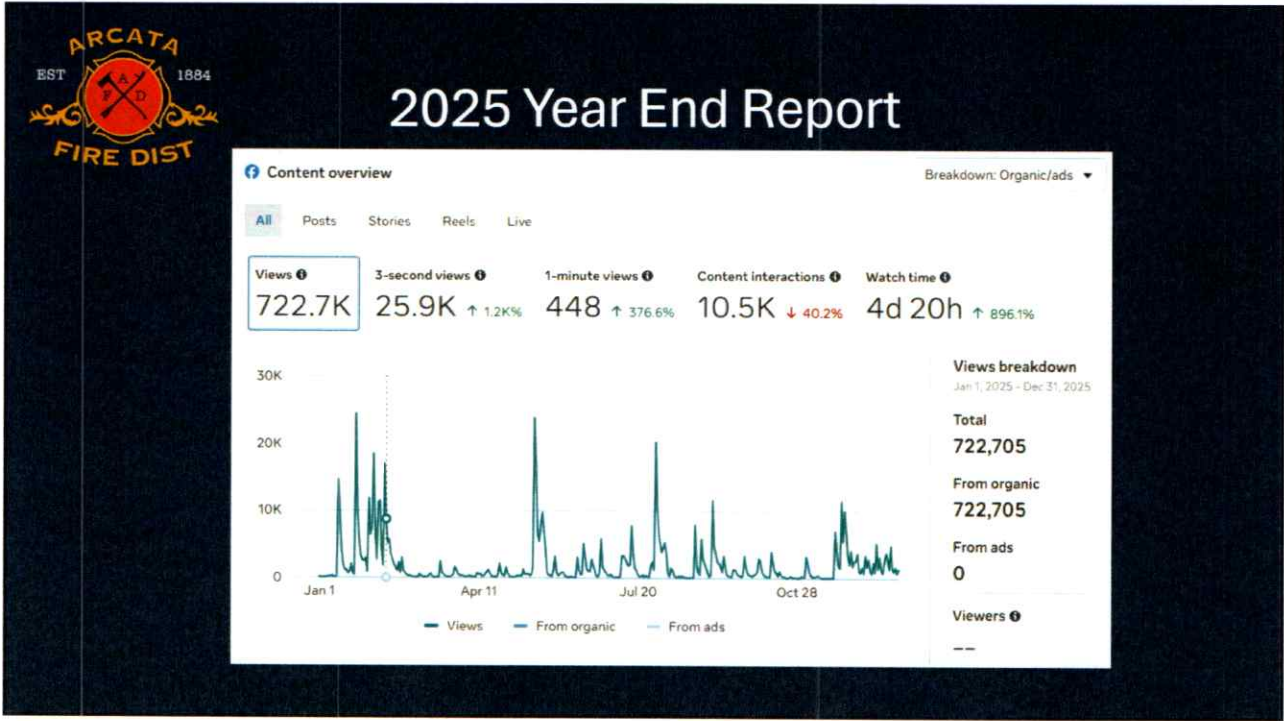 ARCATA
EST 1884
A
F D
FIRE DIST
2025 Year End Report
Content overview
Breakdown: Organic/ads
All Posts Stories Reels Live
Views 3-second views 1-minute views Content interactions Watch time
722.7K 25.9K ↑ 1.2K% 448 ↑ 376.6% 10.5K ↓ 40.2% 4d 20h ↑ 896.1%
30K
20K
10K
0
Jan 1 Apr 11 Jul 20 Oct 28
Views From organic From ads
Views breakdown
Jan 1, 2025 - Dec 31, 2025
Total
722,705
From organic
722,705
From ads
0
Viewers
--